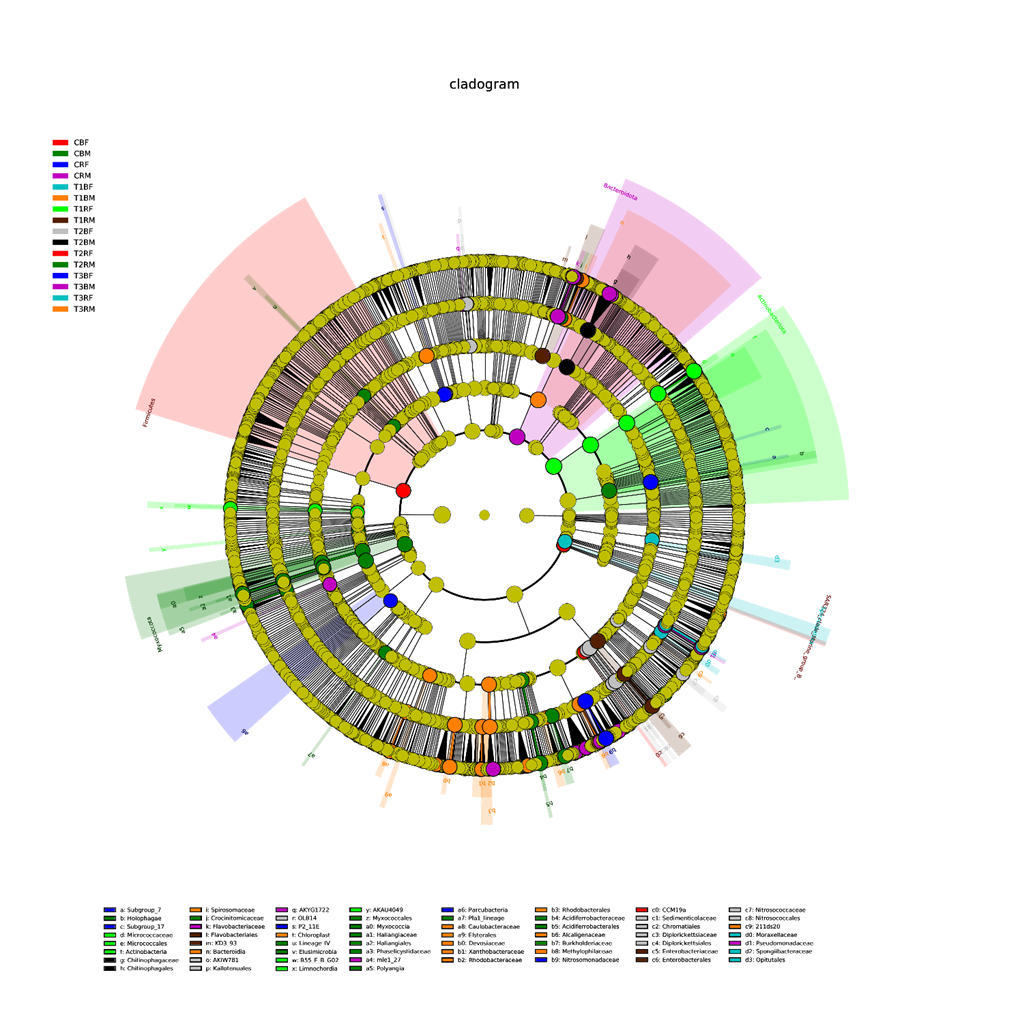 cladogram
CBF
CBM
CRF
CRM
T1BF
T1BM
T1RF
T1RM
T2BF
T2BM
T2RF
T2RM
T3BF
T3BM
T3RF
T3RM
Bacteroidota
Actinobacteriota
Firmicutes
Myxococcota
SAR324_clade_Marine_group_B_
a: Subgroup_7
b: Holophagae
c: Subgroup_17
d: Micrococcaceae
e: Micrococcales
f: Actinobacteria
g: Chitinophagaceae
h: Chitinophagales
i: Spirosomaceae
j: Crocinitomicaceae
k: Flavobacteriaceae
l: Flavobacteriales
m: KD3_93
n: Bacteroidia
o: AKIW781
p: Kallotenuales
q: AKYG1722
r: OLB14
s: P2_11E
t: Chloroplast
u: Lineage_IV
v: Elusimicrobia
w: R55_F_B_G02
x: Limnochordia
y: AKAU4049
z: Myxococcales
a0: Myxococcia
a1: Haliangiaceae
a2: Haliangiales
a3: Phaselicystidaceae
a4: mle1_27
a5: Polyangia
a6: Parcubacteria
a7: Pla1_lineage
a8: Caulobacteraceae
a9: Elsterales
b0: Devosiaceae
b1: Xanthobacteraceae
b2: Rhodobacteraceae
b3: Rhodobacterales
b4: Acidiferrobacteraceae
b5: Acidiferrobacterales
b6: Alcaligenaceae
b7: Burkholderiaceae
b8: Methylophilaceae
b9: Nitrosomonadaceae
c0: CCM19a
c1: Sedimenticolaceae
c2: Chromatiales
c3: Diplorickettsiaceae
c4: Diplorickettsiales
c5: Enterobacteriaceae
c6: Enterobacterales
c7: Nitrosococcaceae
c8: Nitrosococcales
c9: 211ds20
d0: Moraxellaceae
d1: Pseudomonadaceae
d2: Spongiibacteraceae
d3: Opitutales